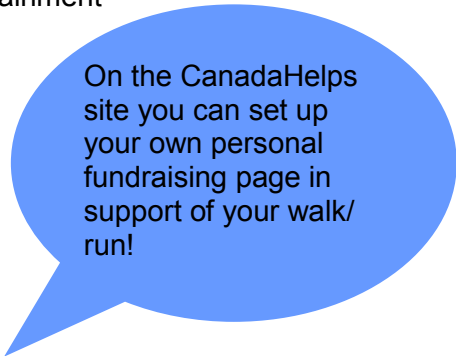 On the CanadaHelps
site you can set up
your own personal
fundraising page in
support of your walk/
run!